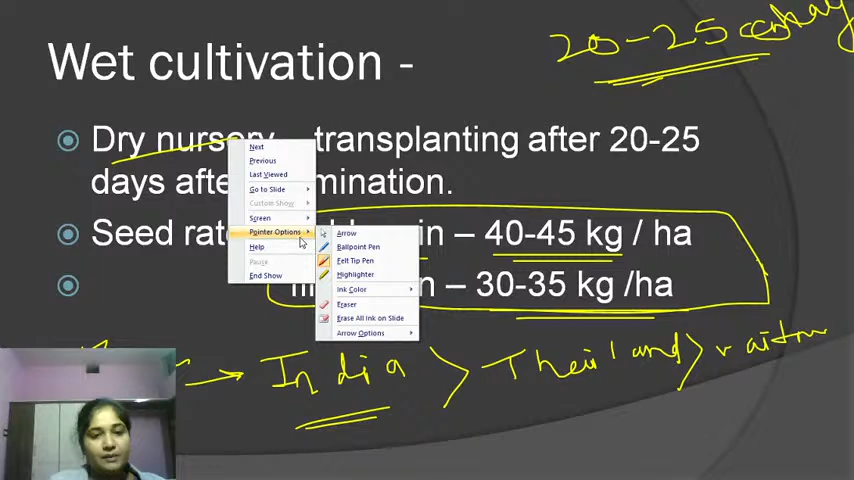 20-25
Wet cultivation -
Dry nursery – transplanting after 20-25
days afte mination.
Seed rat in – 40-45 kg / ha
n – 30-35 kg /ha
Next
Previous
Last Viewed
Go to Slide
Custom Show
Screen
Pointer Options
Help
Pause
End Show
Arrow
Ballpoint Pen
Felt Tip Pen
Highlighter
Ink Color
Eraser
Erase All Ink on Slide
Arrow Options
→ India > Theiland >